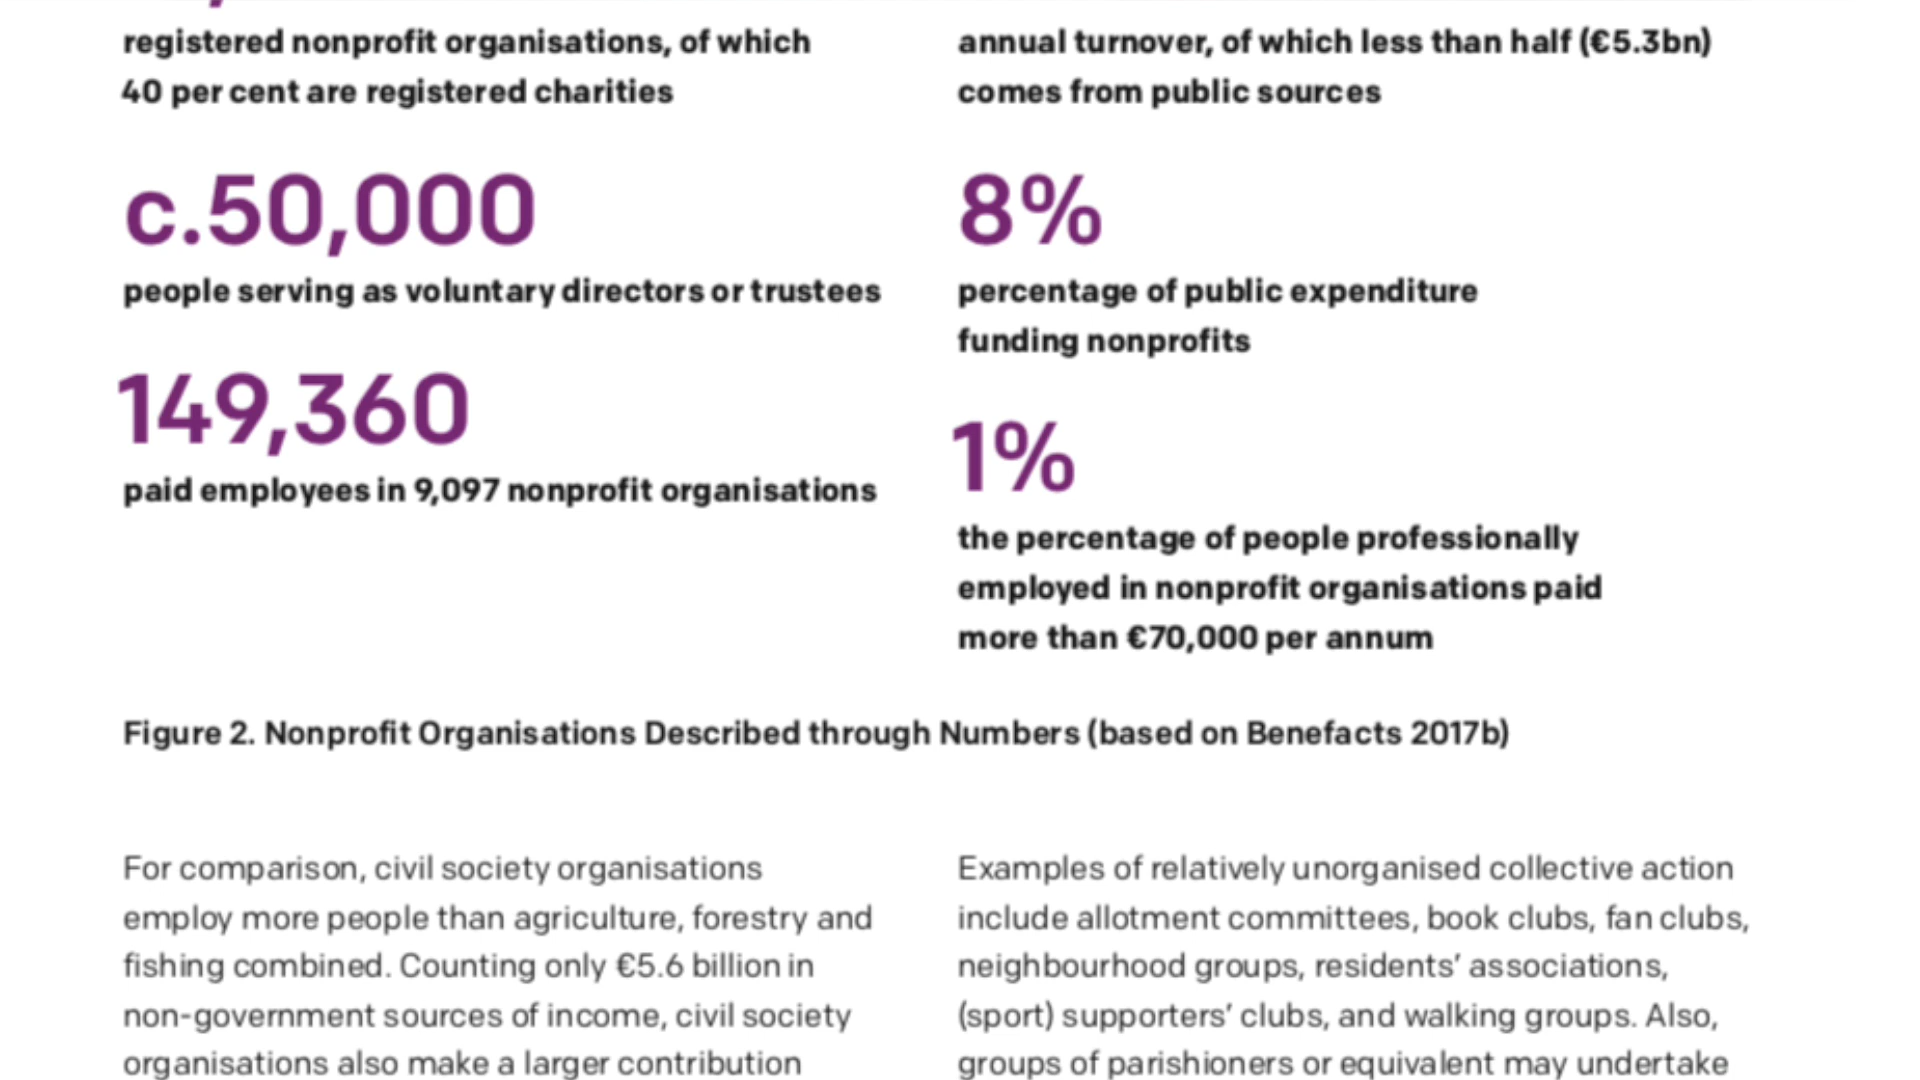 registered nonprofit organisations, of which
40 per cent are registered charities
c.50,000
people serving as voluntary directors or trustees
149,360
paid employees in 9,097 nonprofit organisations
annual turnover, of which less than half (€5.3bn)
comes from public sources
8%
percentage of public expenditure
funding nonprofits
1%
the percentage of people professionally
employed in nonprofit organisations paid
more than €70,000 per annum
Figure 2. Nonprofit Organisations Described through Numbers (based on Benefacts 2017b)
For comparison, civil society organisations
employ more people than agriculture, forestry and
fishing combined. Counting only €5.6 billion in
non-government sources of income, civil society
organisations also make a larger contribution
Examples of relatively unorganised collective action
include allotment committees, book clubs, fan clubs,
neighbourhood groups, residents’ associations,
(sport) supporters’ clubs, and walking groups. Also,
groups of parishioners or equivalent may undertake